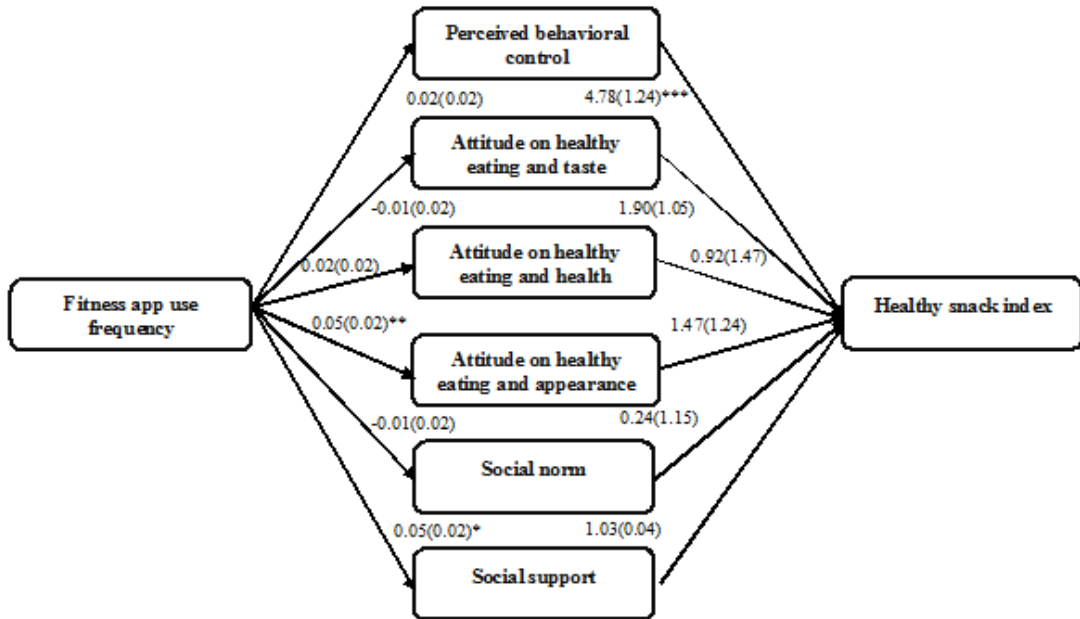 Perceived behavioral
control
0.02(0.02)
4.78(1.24)***
Attitude on healthy
eating and taste
-0.01(0.02)
1.90(1.05)
Attitude on healthy
eating and health
0.02(0.02)
0.92(1.47)
Fitness app use
frequency
Healthy snack index
0.05(0.02)**
1.47(1.24)
Attitude on healthy
eating and appearance
-0.01(0.02)
0.24(1.15)
Social norm
0.05(0.02)*
1.03(0.04)
Social support